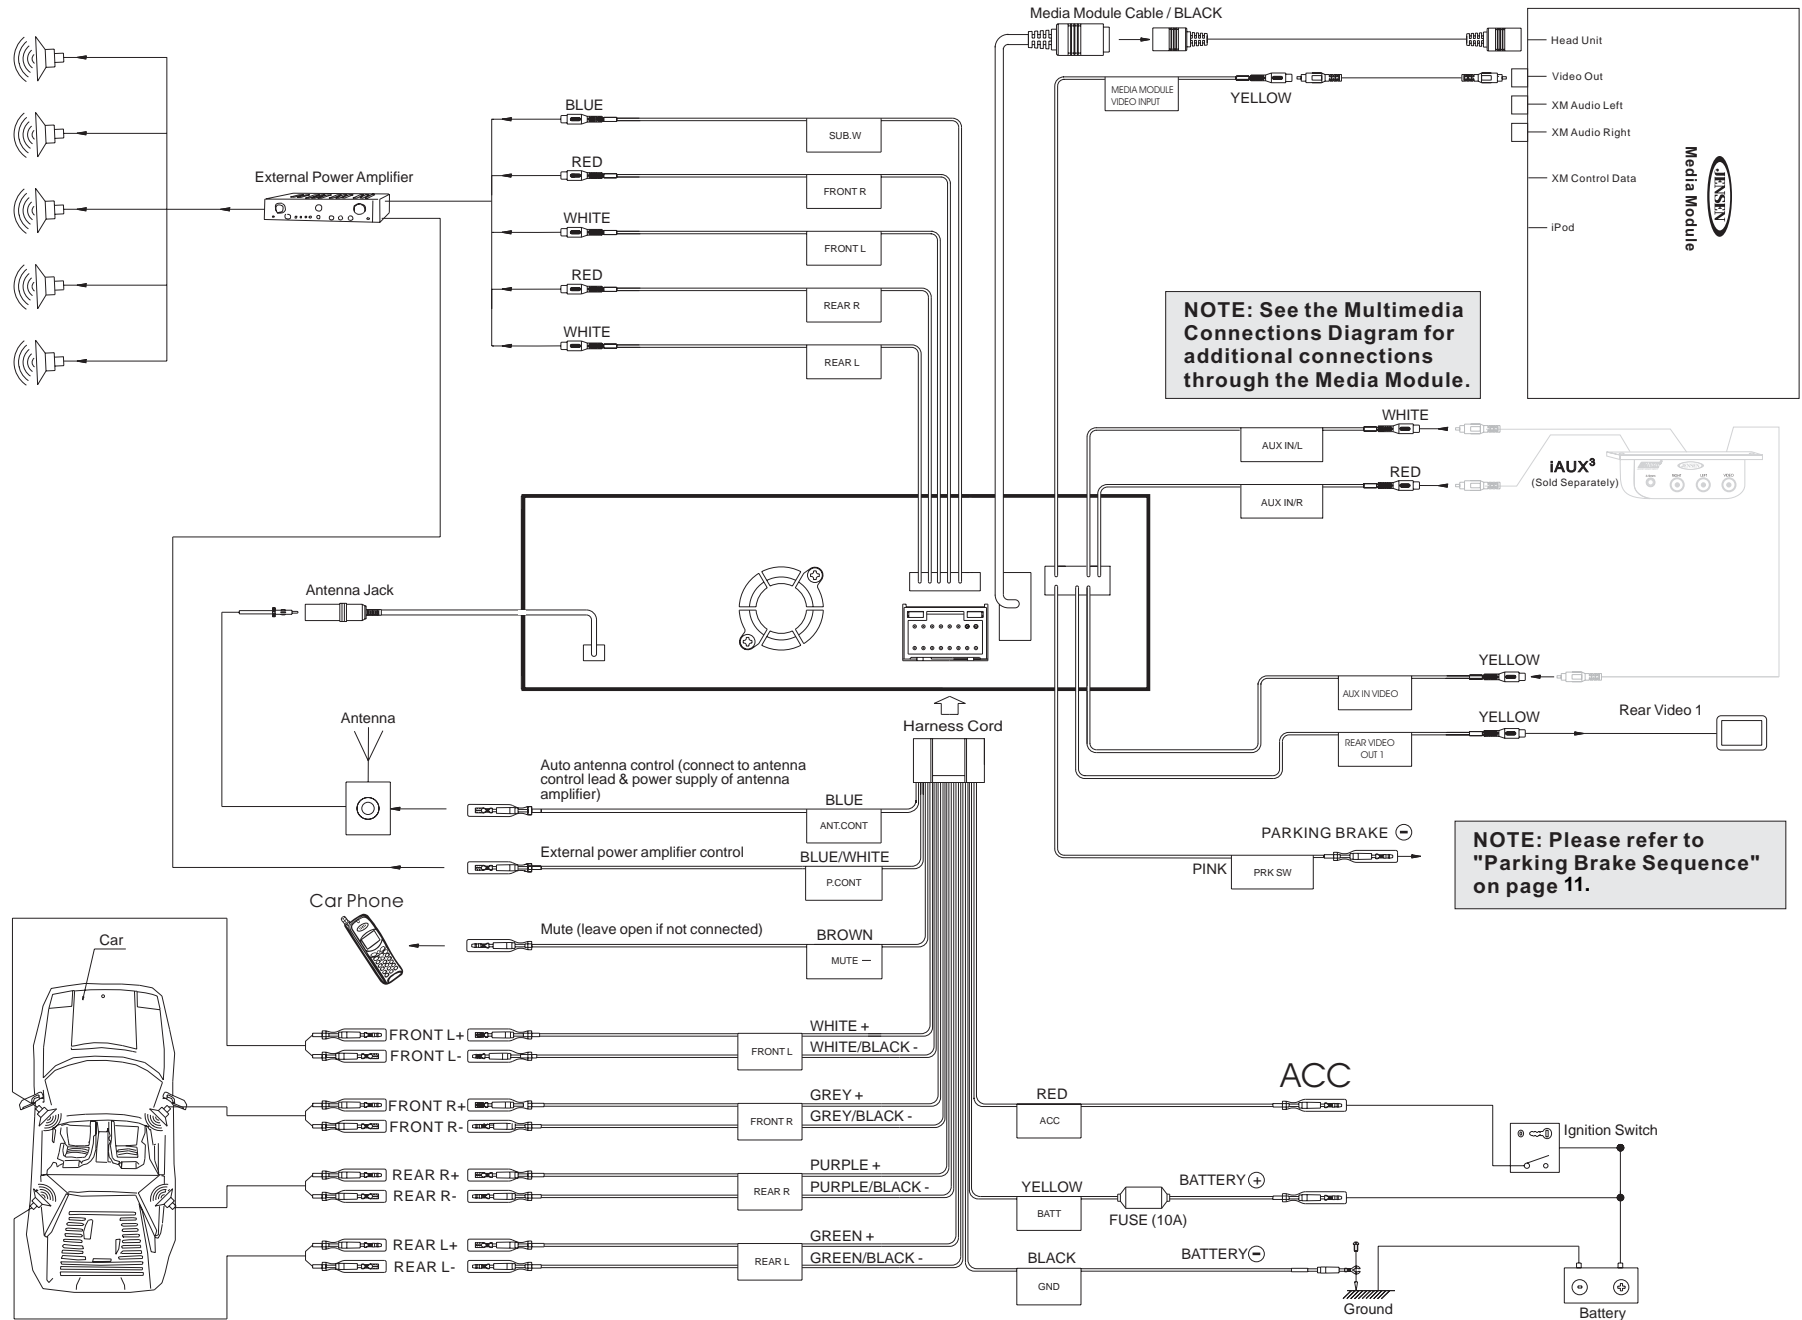 Media Module Cable / BLACK
Head Unit
Video Out
XM Audio Left
XM Audio Right
XM Control Data
iPod
JENSEN
Media Module
MEDIA MODULE
VIDEO INPUT
YELLOW
BLUE
SUB.W
RED
FRONT R
WHITE
FRONT L
RED
REAR R
WHITE
REAR L
External Power Amplifier
NOTE: See the Multimedia
Connections Diagram for
additional connections
through the Media Module.
WHITE
AUX IN/L
RED
AUX IN/R
iAUX3
(Sold Separately)
RIGHT
LEFT
VIDEO
Antenna Jack
Antenna
YELLOW
AUX IN VIDEO
YELLOW
REAR VIDEO
OUT 1
Rear Video 1
Harness Cord
Auto antenna control (connect to antenna
control lead & power supply of antenna
amplifier)
BLUE
ANT.CONT
External power amplifier control
BLUE/WHITE
P.CONT
PARKING BRAKE ⊖
PINK
PRK SW
NOTE: Please refer to
"Parking Brake Sequence"
on page 11.
Car Phone
Mute (leave open if not connected)
BROWN
MUTE —
Car
FRONT L+
FRONT L-
FRONT L
WHITE +
WHITE/BLACK -
FRONT R+
FRONT R-
FRONT R
GREY +
GREY/BLACK -
REAR R+
REAR R-
REAR R
PURPLE +
PURPLE/BLACK -
REAR L+
REAR L-
REAR L
GREEN +
GREEN/BLACK -
ACC
RED
ACC
Ignition Switch
YELLOW
BATT
FUSE (10A)
BATTERY ⊕
BLACK
GND
BATTERY ⊖
Ground
Battery